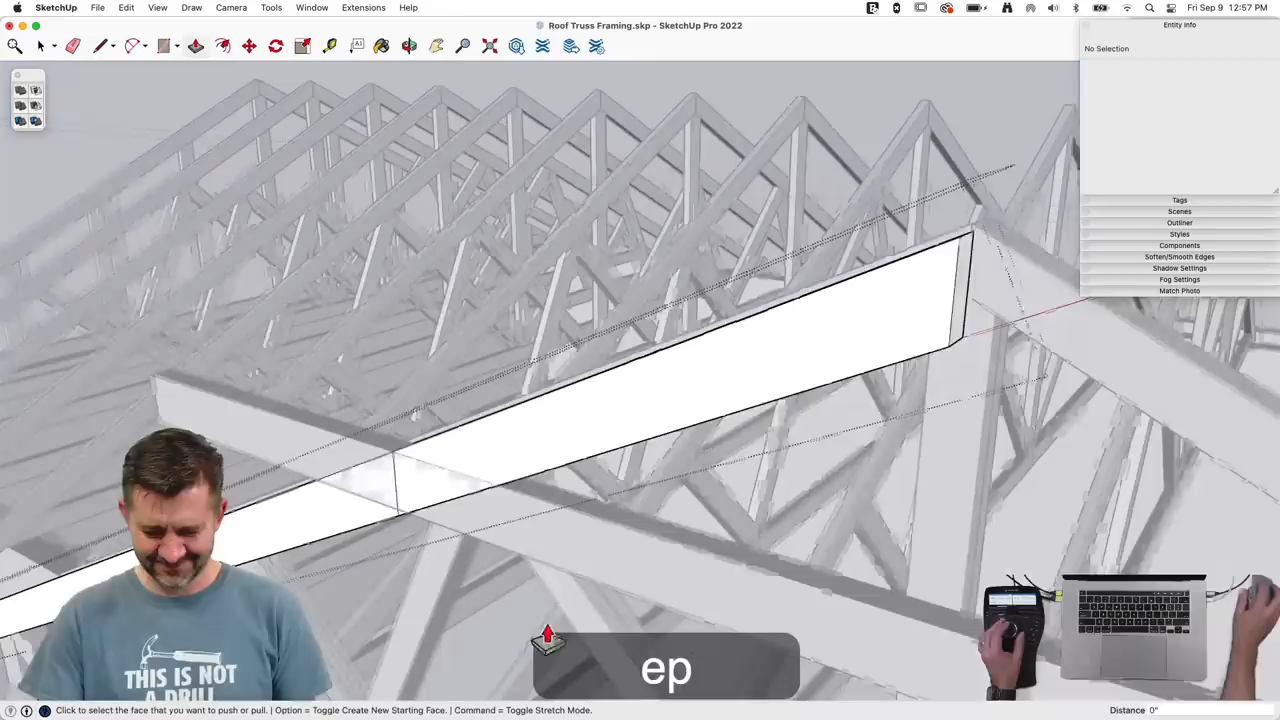 SketchUp File Edit View Draw Camera Tools Window Extensions Help Fri Sep 9 12:57 PM
Roof Truss Framing.skp - SketchUp Pro 2022
Entity Info
No Selection
Tags
Scenes
Outliner
Styles
Components
Soften/Smooth Edges
Shadow Settings
Fog Settings
Match Photo
THIS IS NOT
A DRILL
ep
Click to select the face that you want to push or pull. | Option = Toggle Create New Starting Face. | Command = Toggle Stretch Mode. Distance 0"